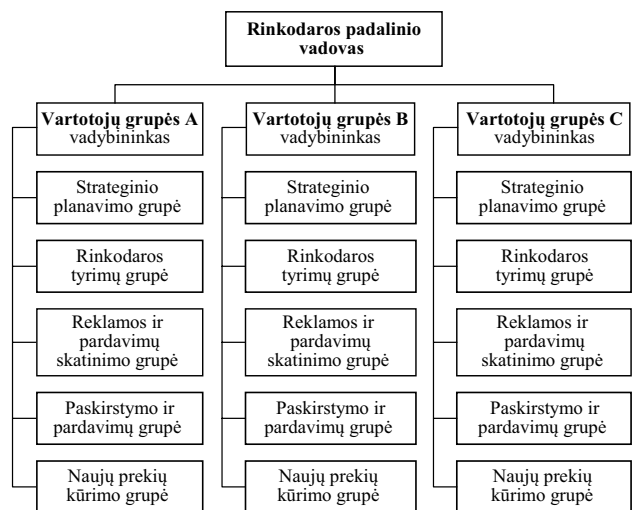 Rinkodaros padalinio
vadovas
Vartotojų grupės A
vadybininkas
Strateginio
planavimo grupė
Rinkodaros
tyrimų grupė
Reklamos ir
pardavimų
skatinimo grupė
Paskirstymo ir
pardavimų grupė
Naujų prekių
kūrimo grupė
Vartotojų grupės B
vadybininkas
Strateginio
planavimo grupė
Rinkodaros
tyrimų grupė
Reklamos ir
pardavimų
skatinimo grupė
Paskirstymo ir
pardavimų grupė
Naujų prekių
kūrimo grupė
Vartotojų grupės C
vadybininkas
Strateginio
planavimo grupė
Rinkodaros
tyrimų grupė
Reklamos ir
pardavimų
skatinimo grupė
Paskirstymo ir
pardavimų grupė
Naujų prekių
kūrimo grupė